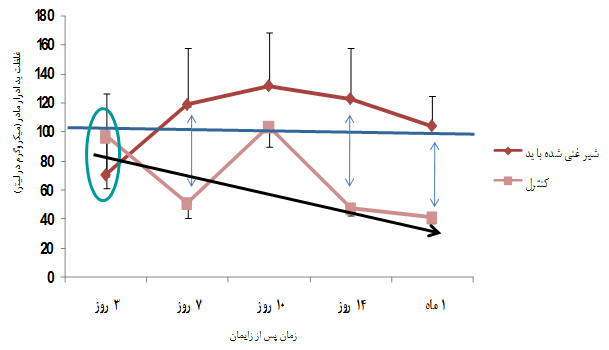 180
160
140
120
100
80
60
40
20
0
غلظت ید ادرار مادر (میکروگرم در لیتر)
۳ روز
۷ روز
۱۰ روز
۱۴ روز
۱ ماه
زمان پس از زایمان
شیر غنی شده با ید
کنترل